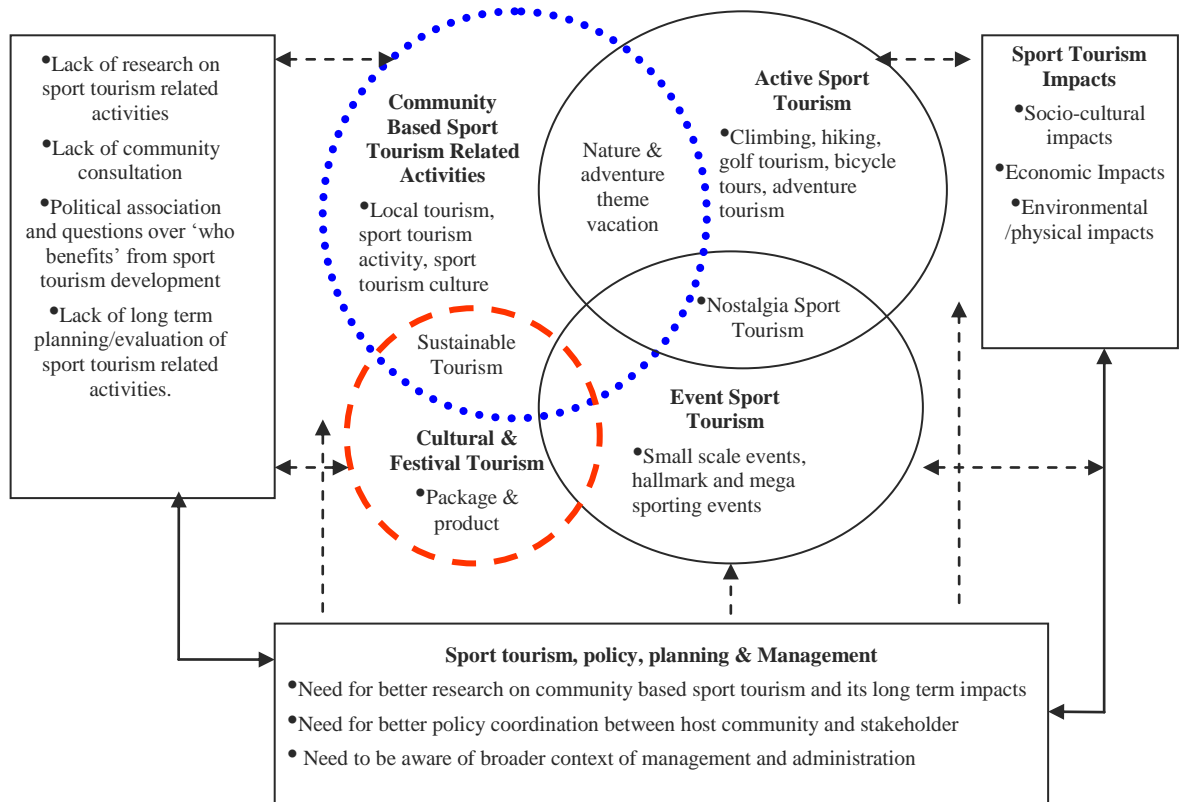 •Lack of research on
sport tourism related
activities
•Lack of community
consultation
•Political association
and questions over ‘who
benefits’ from sport
tourism development
•Lack of long term
planning/evaluation of
sport tourism related
activities.
Community
Based Sport
Tourism Related
Activities
•Local tourism,
sport tourism
activity, sport
tourism culture
Nature &
adventure
theme
vacation
Active Sport
Tourism
•Climbing, hiking,
golf tourism, bicycle
tours, adventure
tourism
Sport Tourism
Impacts
•Socio-cultural
impacts
•Economic Impacts
•Environmental
/physical impacts
•Nostalgia Sport
Tourism
Sustainable
Tourism
Cultural &
Festival Tourism
•Package &
product
Event Sport
Tourism
•Small scale events,
hallmark and mega
sporting events
Sport tourism, policy, planning & Management
•Need for better research on community based sport tourism and its long term impacts
•Need for better policy coordination between host community and stakeholder
• Need to be aware of broader context of management and administration